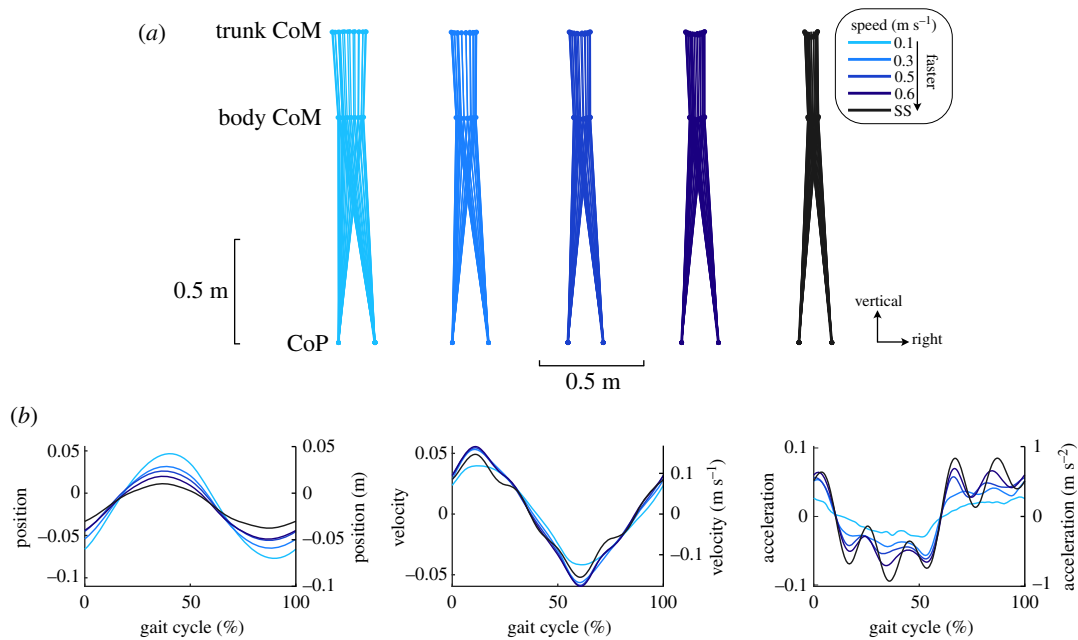 (a)
trunk CoM
body CoM
CoP
0.5 m
0.5 m
speed (m s⁻¹)
0.1
0.3
0.5
0.6
SS
faster
vertical
right
(b)
position
0.05
0
−0.05
−0.1
0.05
0
−0.05
−0.1
position (m)
0
100
gait cycle (%)
velocity
0.05
0
−0.05
0.1
0
−0.1
velocity (m s⁻¹)
0
100
gait cycle (%)
acceleration
0.1
0
−0.1
1
0
−1
acceleration (m s⁻²)
0
100
gait cycle (%)